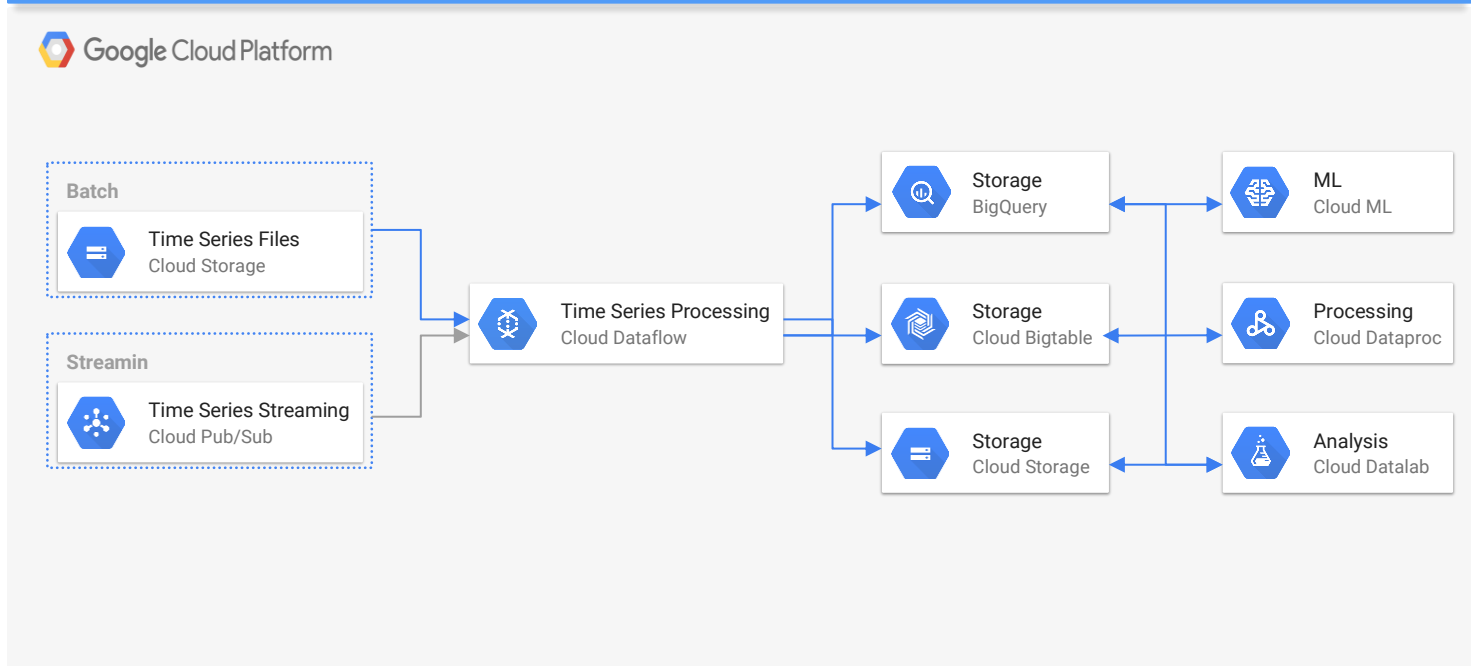 Google Cloud Platform
Batch
Time Series Files
Cloud Storage
Streamin
Time Series Streaming
Cloud Pub/Sub
Time Series Processing
Cloud Dataflow
Storage
BigQuery
Storage
Cloud Bigtable
Storage
Cloud Storage
ML
Cloud ML
Processing
Cloud Dataproc
Analysis
Cloud Datalab